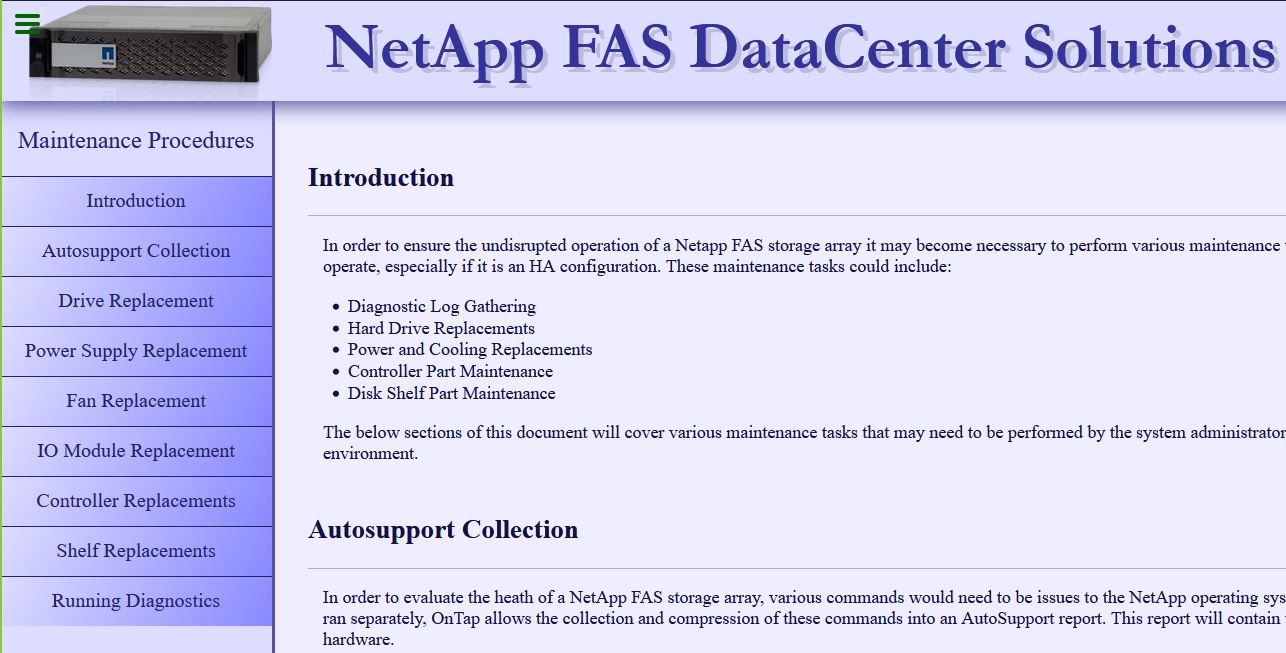 NetApp FAS DataCenter Solutions
Maintenance Procedures
Introduction
Autosupport Collection
Drive Replacement
Power Supply Replacement
Fan Replacement
IO Module Replacement
Controller Replacements
Shelf Replacements
Running Diagnostics
Introduction
In order to ensure the undisrupted operation of a Netapp FAS storage array it may become necessary to perform various maintenance
operate, especially if it is an HA configuration. These maintenance tasks could include:
• Diagnostic Log Gathering
• Hard Drive Replacements
• Power and Cooling Replacements
• Controller Part Maintenance
• Disk Shelf Part Maintenance
The below sections of this document will cover various maintenance tasks that may need to be performed by the system administrator
environment.
Autosupport Collection
In order to evaluate the heath of a NetApp FAS storage array, various commands would need to be issues to the NetApp operating sys
ran separately, OnTap allows the collection and compression of these commands into an AutoSupport report. This report will contain
hardware.